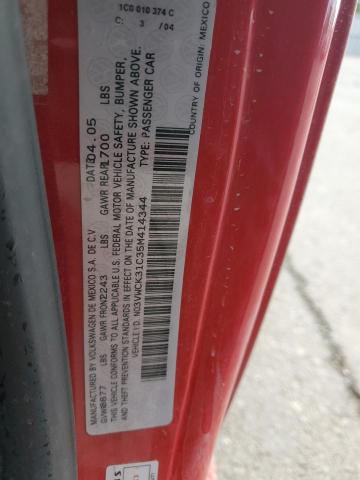 1C0 010 374 C
C: 3 /04
MANUFACTURED BY VOLKSWAGEN DE MEXICO S.A. DE C.V. DATE 04.05
GVWR 3677 LBS GAWR FRONT 2243 LBS GAWR REAR 1700 LBS
THIS VEHICLE CONFORMS TO ALL APPLICABLE U.S. FEDERAL MOTOR VEHICLE SAFETY, BUMPER,
AND THEFT PREVENTION STANDARDS IN EFFECT ON THE DATE OF MANUFACTURE SHOWN ABOVE.
VEHICLE I.D. NO 3VWCK31C35M414344 TYPE: PASSENGER CAR
COUNTRY OF ORIGIN: MEXICO